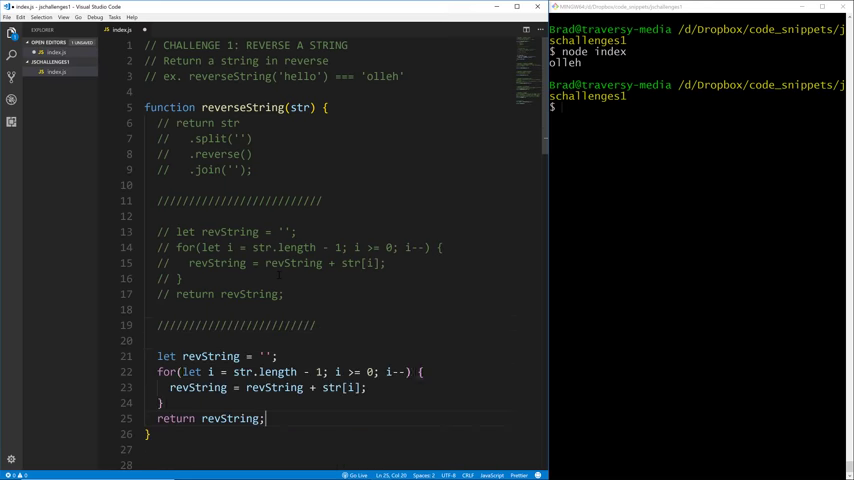 index.js - jschallenges1 - Visual Studio Code
File Edit Selection View Go Debug Tasks Help
EXPLORER
OPEN EDITORS 1 UNSAVED
index.js
JSCHALLENGES1
index.js
index.js
1 // CHALLENGE 1: REVERSE A STRING
2 // Return a string in reverse
3 // ex. reverseString('hello') === 'olleh'
4
5 function reverseString(str) {
6 // return str
7 //   .split('')
8 //   .reverse()
9 //   .join('');
10
11 //////////////////////////
12
13 // let revString = '';
14 // for(let i = str.length - 1; i >= 0; i--) {
15 //   revString = revString + str[i];
16 // }
17 // return revString;
18
19 /////////////////////////
20
21 let revString = '';
22 for(let i = str.length - 1; i >= 0; i--) {
23 revString = revString + str[i];
24 }
25 return revString;
26 }
27
28
0 0
Go Live Ln 25, Col 20 Spaces: 2 UTF-8 CRLF JavaScript Prettier
MINGW64:/d/Dropbox/code_snippets/jschallenges1
Brad@traversy-media /d/Dropbox/code_snippets/j
schallenges1
$ node index
olleh
Brad@traversy-media /d/Dropbox/code_snippets/j
schallenges1
$